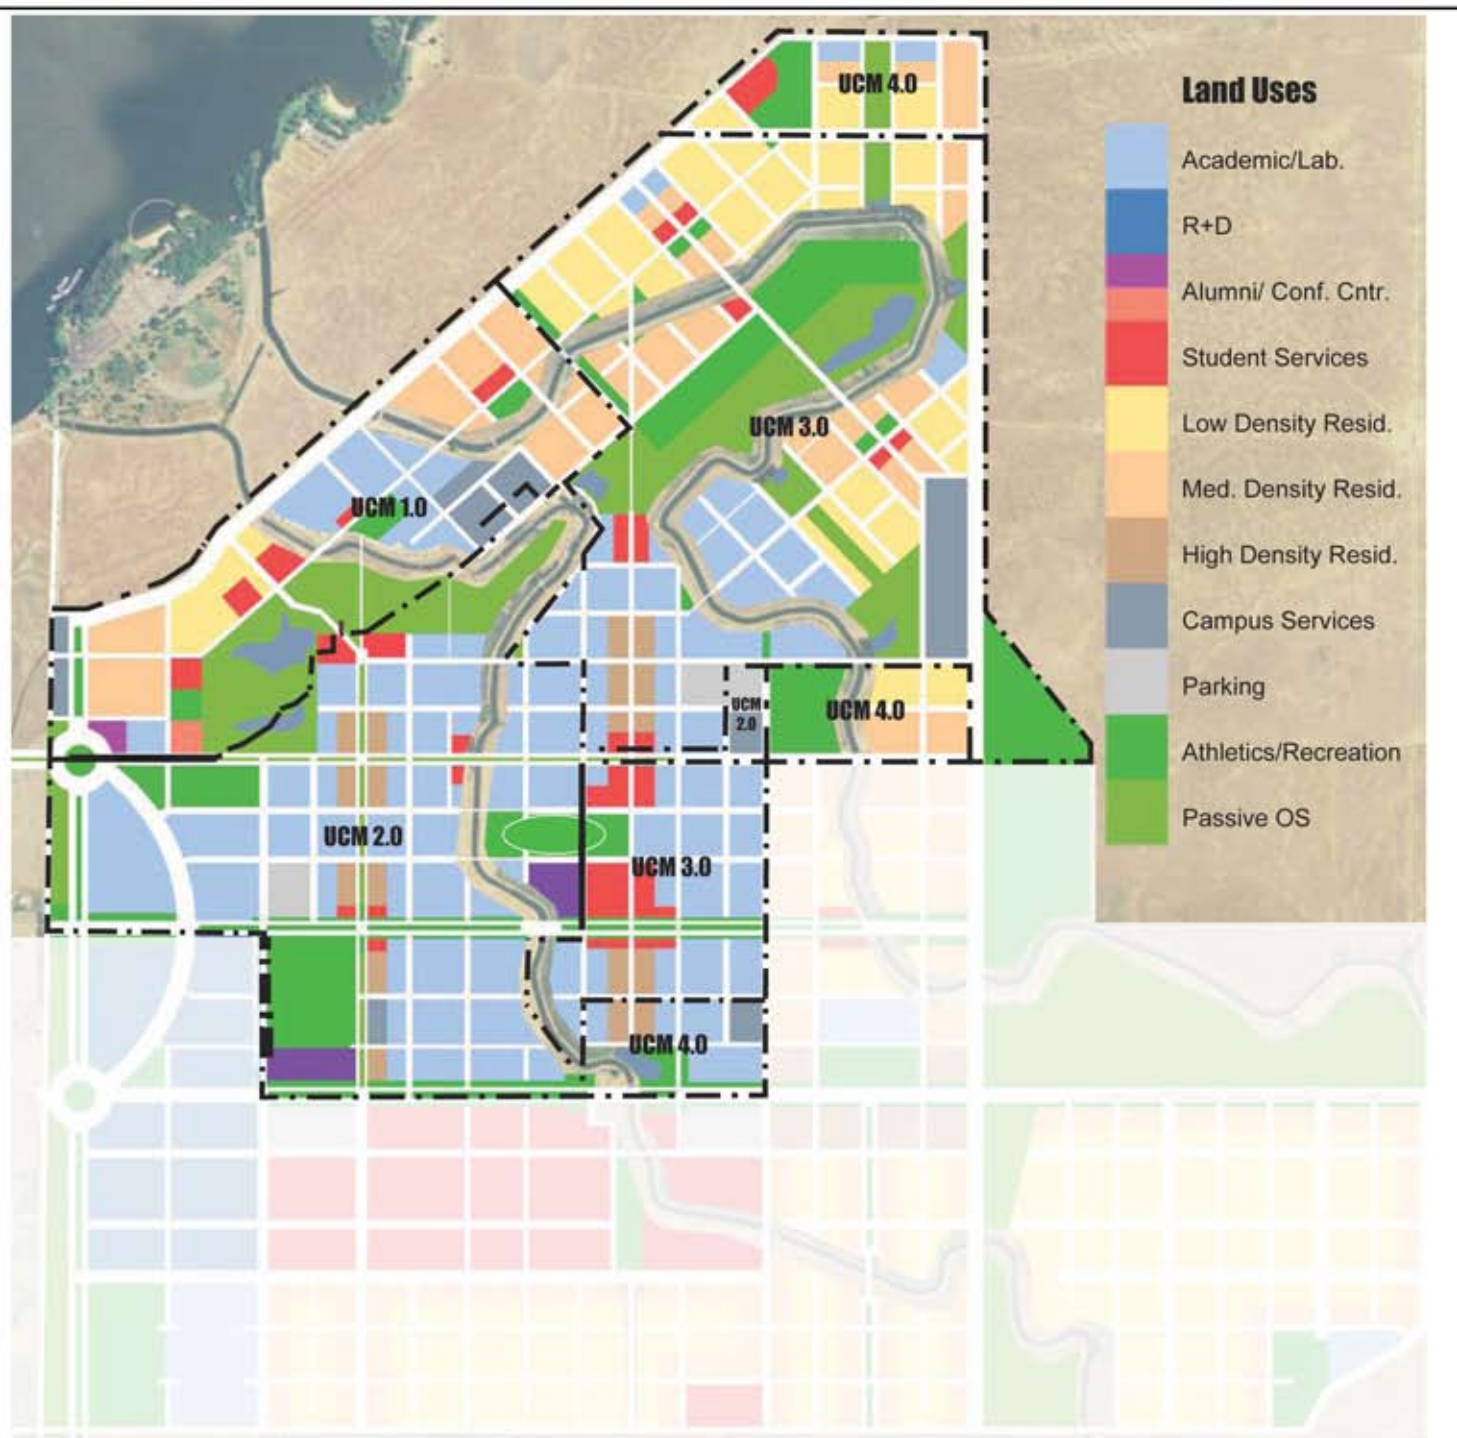 UCM 4.0
Land Uses
Academic/Lab.
R+D
Alumni/ Conf. Cntr.
Student Services
Low Density Resid.
Med. Density Resid.
High Density Resid.
Campus Services
Parking
Athletics/Recreation
Passive OS
UCM 3.0
UCM 1.0
UCM
2.0
UCM 4.0
UCM 2.0
UCM 3.0
UCM 4.0